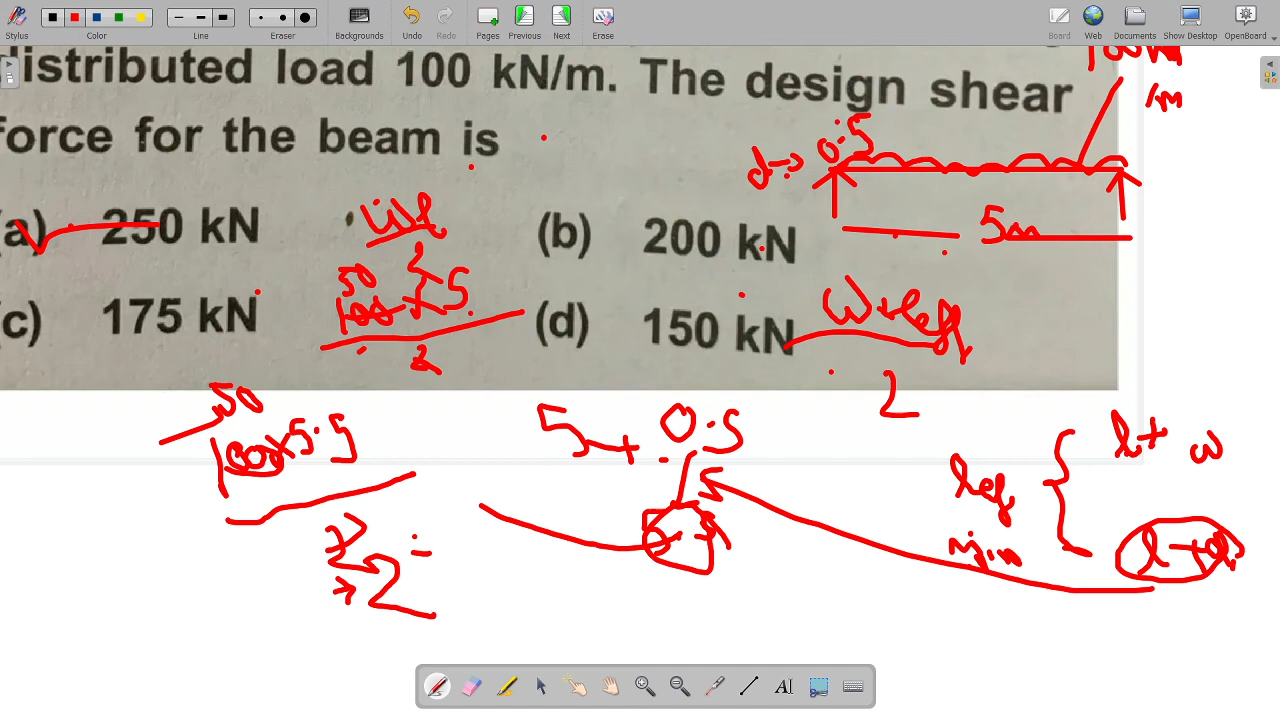 Stylus Color Line Eraser Backgrounds Undo Redo Pages Previous Next Erase Board Web Documents Show Desktop OpenBoard
distributed load 100 kN/m. The design shear
/m
force for the beam is
d→ 0.5
5m
(a) 250 kN
(b) 200 kN
wl
2
50
100 × 5
2
(c) 175 kN
(d) 150 kN
w × leff
2
50
100×5.5
2
5 + 0.5
5.5
leff
min
l + w
l + d